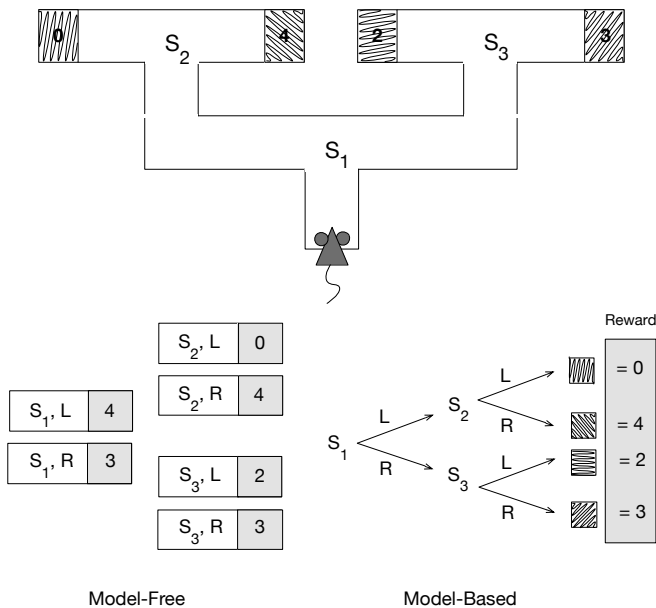 0 S2 4 2 S3 3
S1
Reward
S2, L 0
S2, R 4
S1, L 4
S1, R 3
S3, L 2
S3, R 3
S1
L
R
S2
S3
L
R
L
R
= 0
= 4
= 2
= 3
Model-Free Model-Based